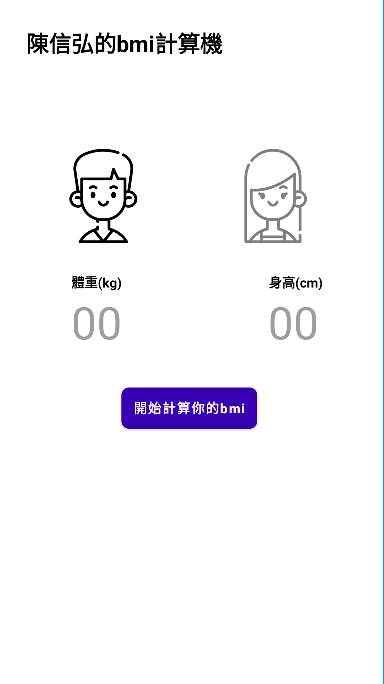 陳信弘的bmi計算機
體重(kg)
身高(cm)
00
00
開始計算你的bmi